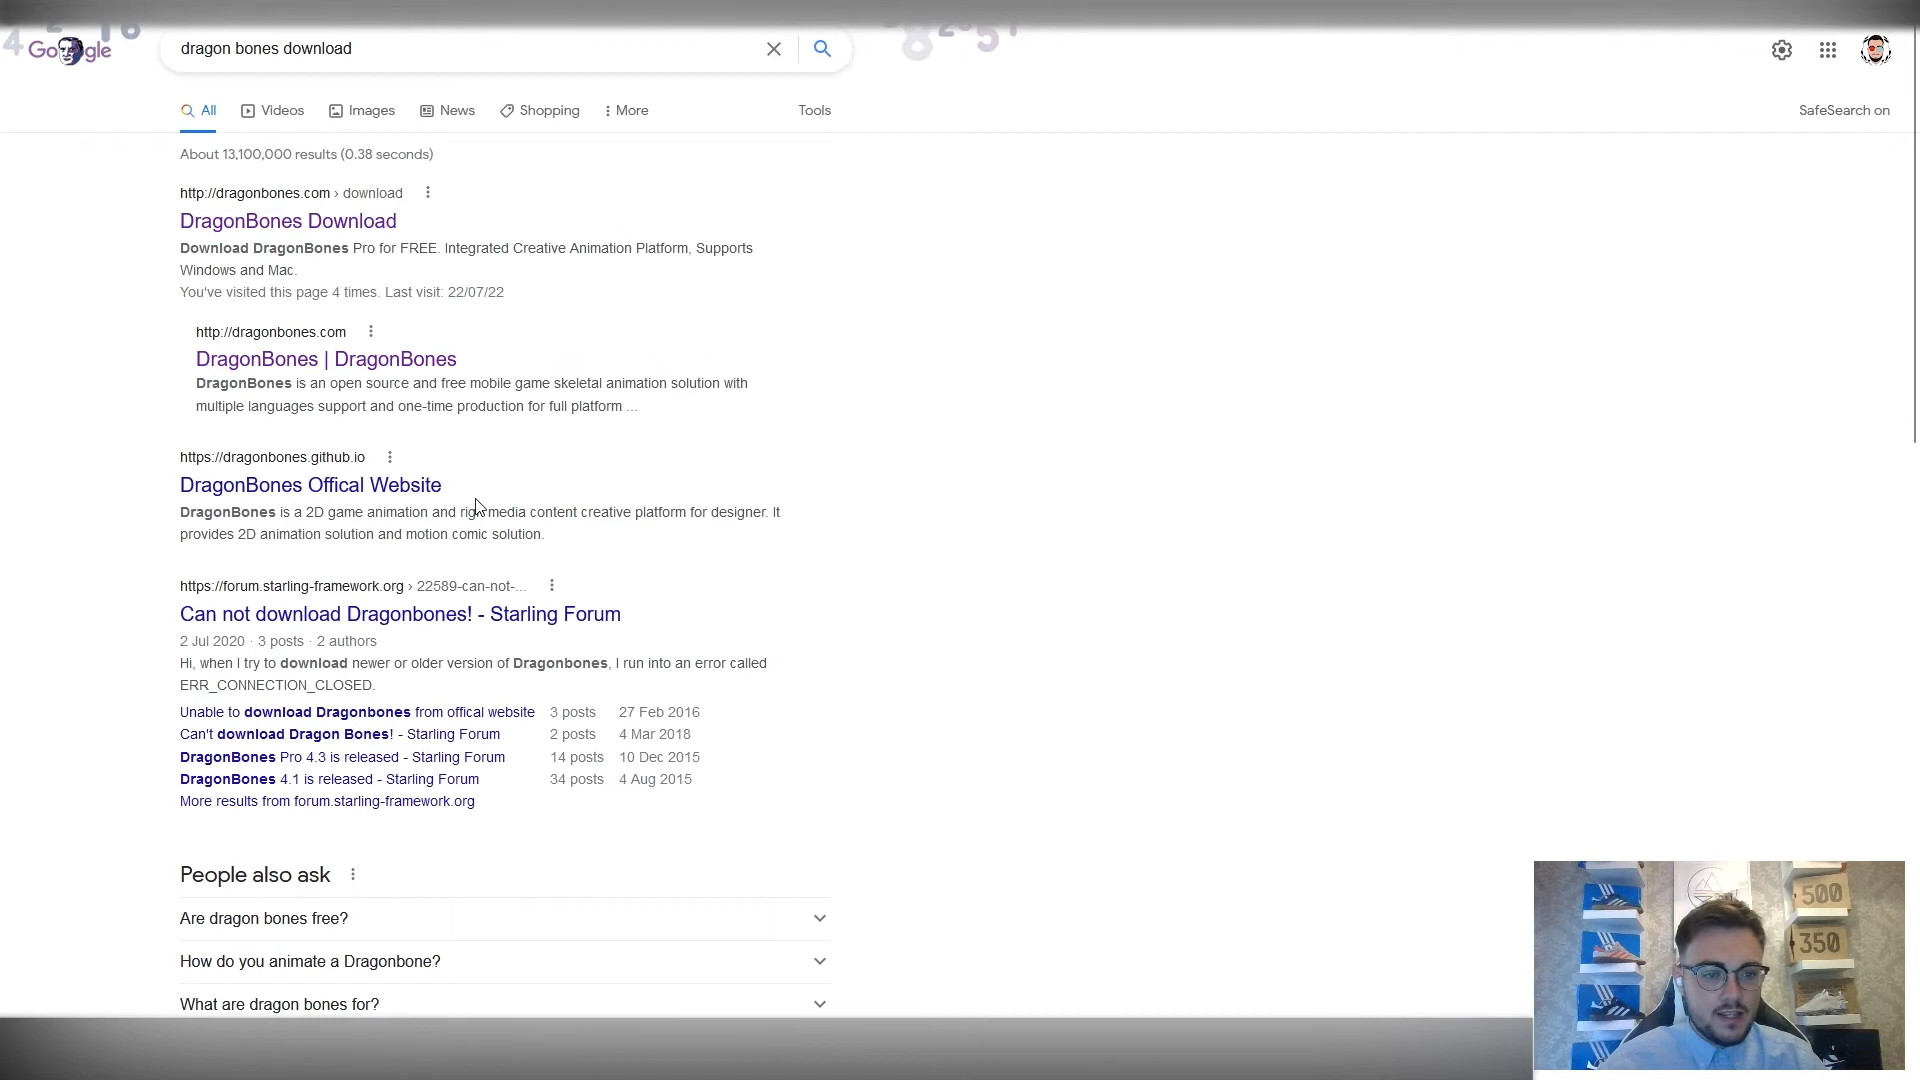 Google
dragon bones download
All
Videos
Images
News
Shopping
More
Tools
SafeSearch on
About 13,100,000 results (0.38 seconds)
http://dragonbones.com › download
DragonBones Download
Download DragonBones Pro for FREE. Integrated Creative Animation Platform, Supports
Windows and Mac.
You've visited this page 4 times. Last visit: 22/07/22
http://dragonbones.com
DragonBones | DragonBones
DragonBones is an open source and free mobile game skeletal animation solution with
multiple languages support and one-time production for full platform ...
https://dragonbones.github.io
DragonBones Offical Website
DragonBones is a 2D game animation and rich media content creative platform for designer. It
provides 2D animation solution and motion comic solution.
https://forum.starling-framework.org › 22589-can-not-...
Can not download Dragonbones! - Starling Forum
2 Jul 2020 · 3 posts · 2 authors
Hi, when I try to download newer or older version of Dragonbones, I run into an error called
ERR_CONNECTION_CLOSED.
Unable to download Dragonbones from offical website 3 posts 27 Feb 2016
Can't download Dragon Bones! - Starling Forum 2 posts 4 Mar 2018
DragonBones Pro 4.3 is released - Starling Forum 14 posts 10 Dec 2015
DragonBones 4.1 is released - Starling Forum 34 posts 4 Aug 2015
More results from forum.starling-framework.org
People also ask
Are dragon bones free?
How do you animate a Dragonbone?
What are dragon bones for?
500
350